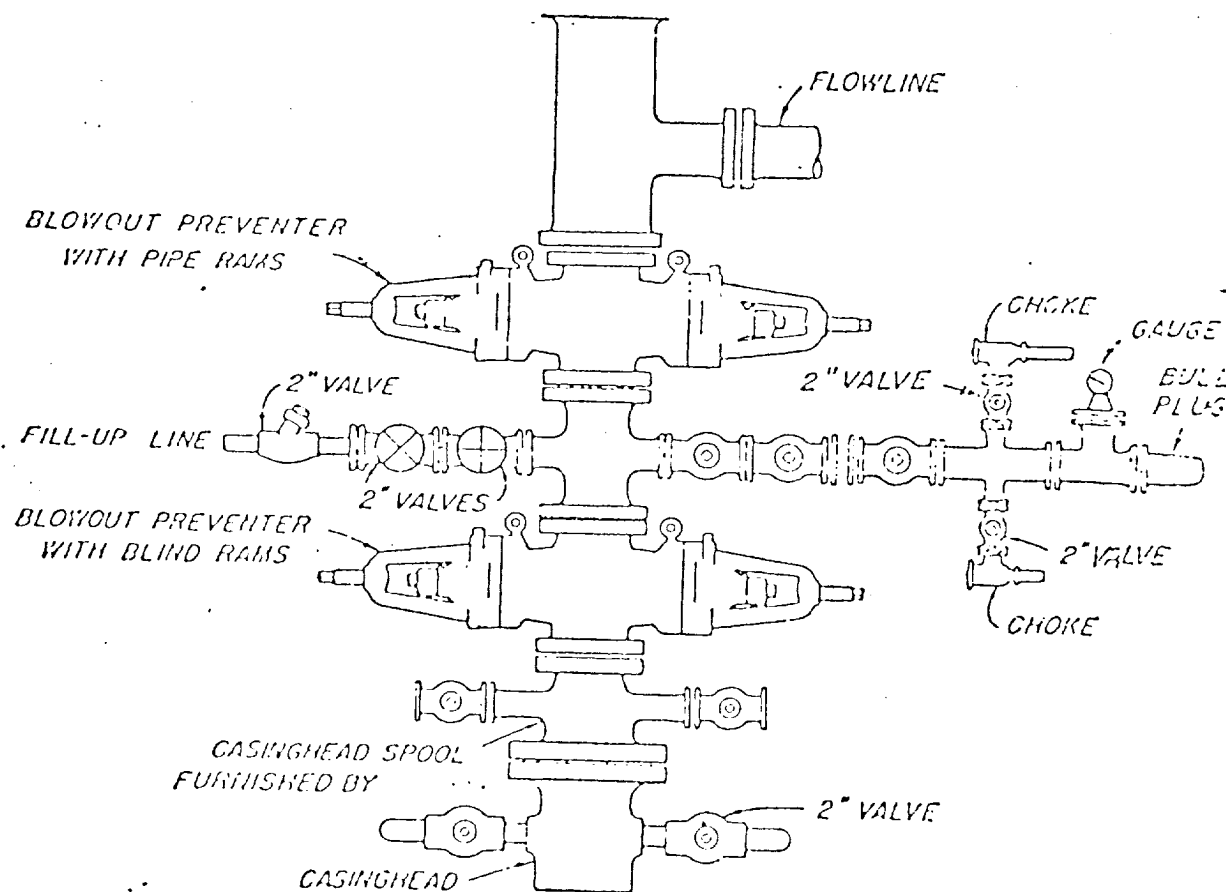 FLOWLINE
BLOWOUT PREVENTER
WITH PIPE RAMS
CHOKE
GAUGE
2" VALVE
2" VALVE
PLUG
FILL-UP LINE
2" VALVES
BLOWOUT PREVENTER
WITH BLIND RAMS
2" VALVE
CHOKE
CASINGHEAD SPOOL
FURNISHED BY
2" VALVE
CASINGHEAD